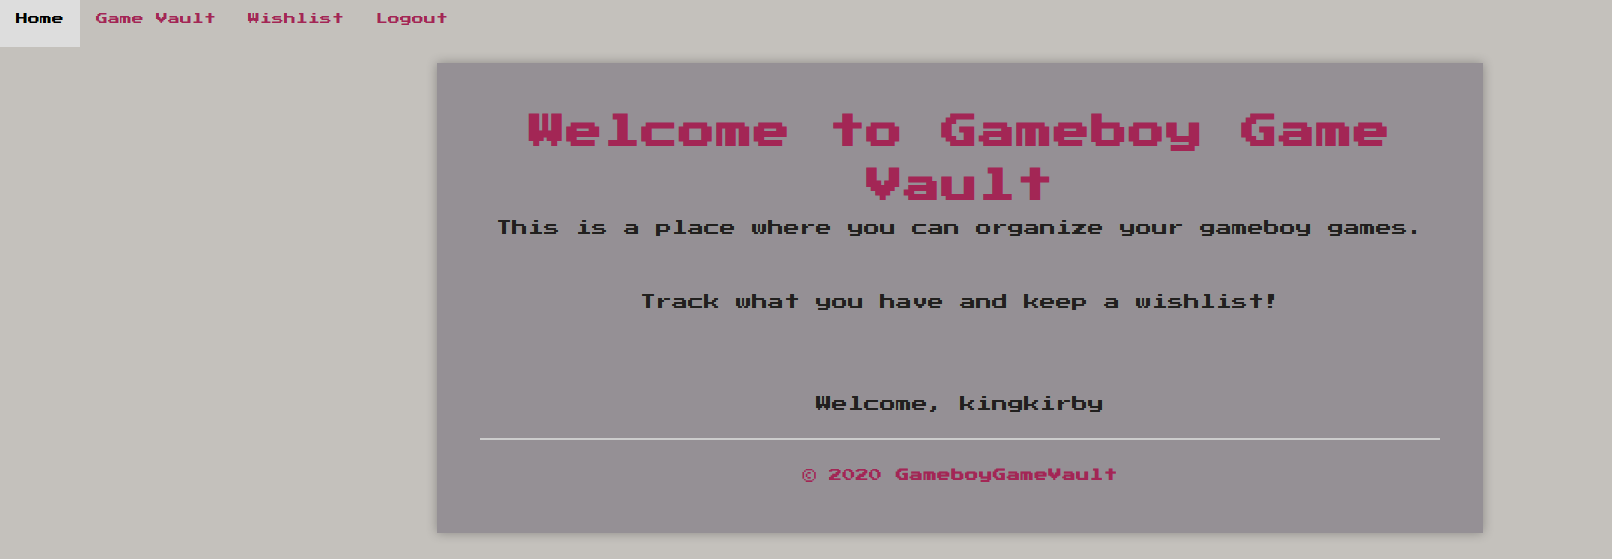 Home Game Vault Wishlist Logout
Welcome to Gameboy Game
Vault
This is a place where you can organize your gameboy games.
Track what you have and keep a wishlist!
Welcome, kingkirby
© 2020 GameboyGameVault